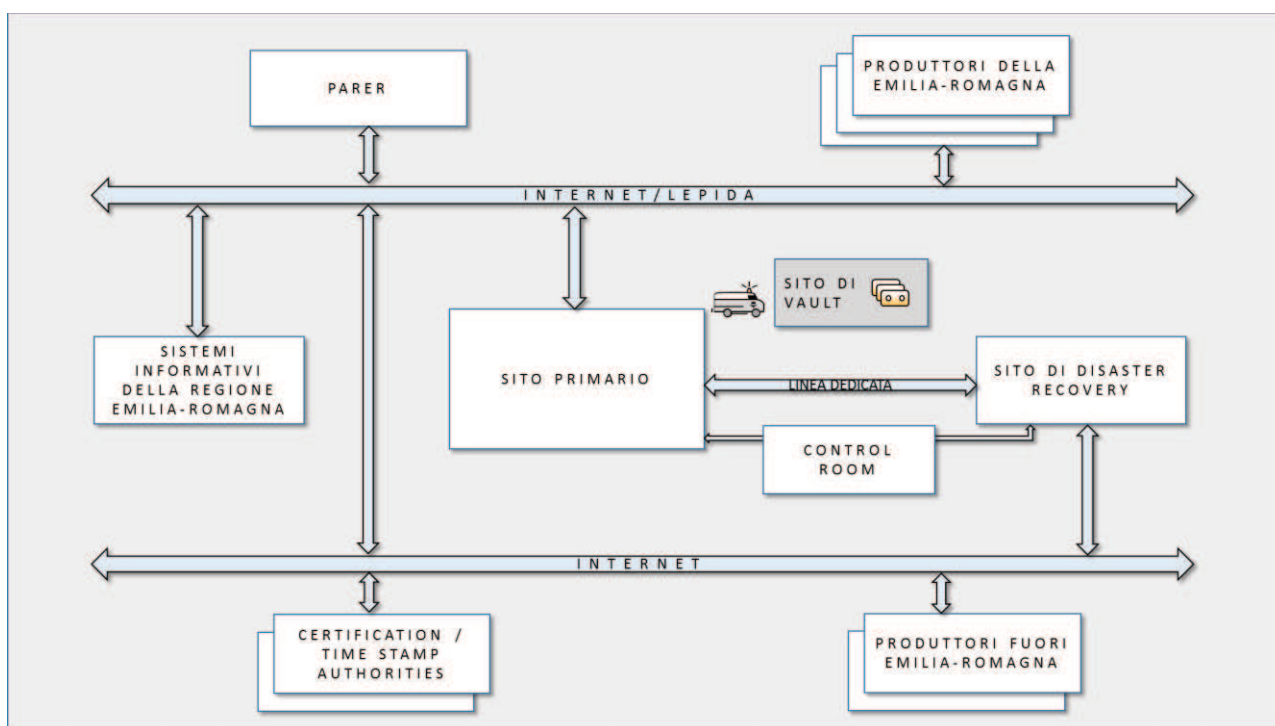 PARER
PRODUTTORI DELLA
EMILIA-ROMAGNA
INTERNET/LEPIDA
SITO DI
VAULT
SISTEMI
INFORMATIVI
DELLA REGIONE
EMILIA-ROMAGNA
SITO PRIMARIO
LINEA DEDICATA
SITO DI DISASTER
RECOVERY
CONTROL
ROOM
INTERNET
CERTIFICATION /
TIME STAMP
AUTHORITIES
PRODUTTORI FUORI
EMILIA-ROMAGNA